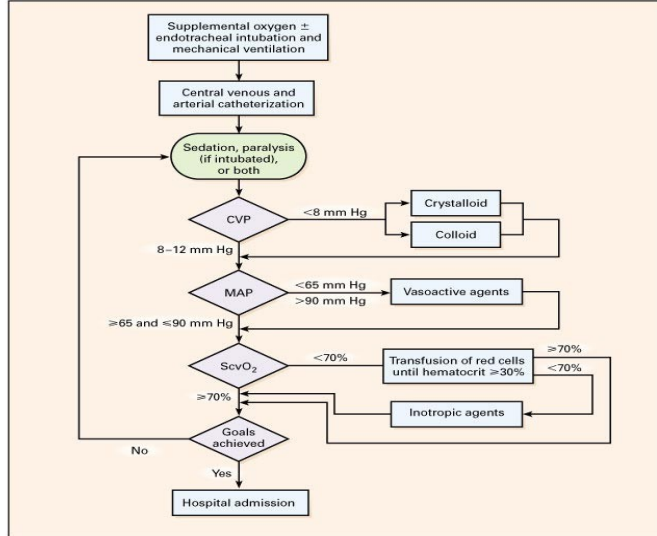 Supplemental oxygen ±
endotracheal intubation and
mechanical ventilation
Central venous and
arterial catheterization
Sedation, paralysis
(if intubated),
or both
CVP
<8 mm Hg
Crystalloid
Colloid
8–12 mm Hg
MAP
<65 mm Hg
>90 mm Hg
Vasoactive agents
≥65 and ≤90 mm Hg
ScvO₂
<70%
Transfusion of red cells
until hematocrit ≥30%
≥70%
<70%
≥70%
Inotropic agents
Goals
achieved
No
Yes
Hospital admission